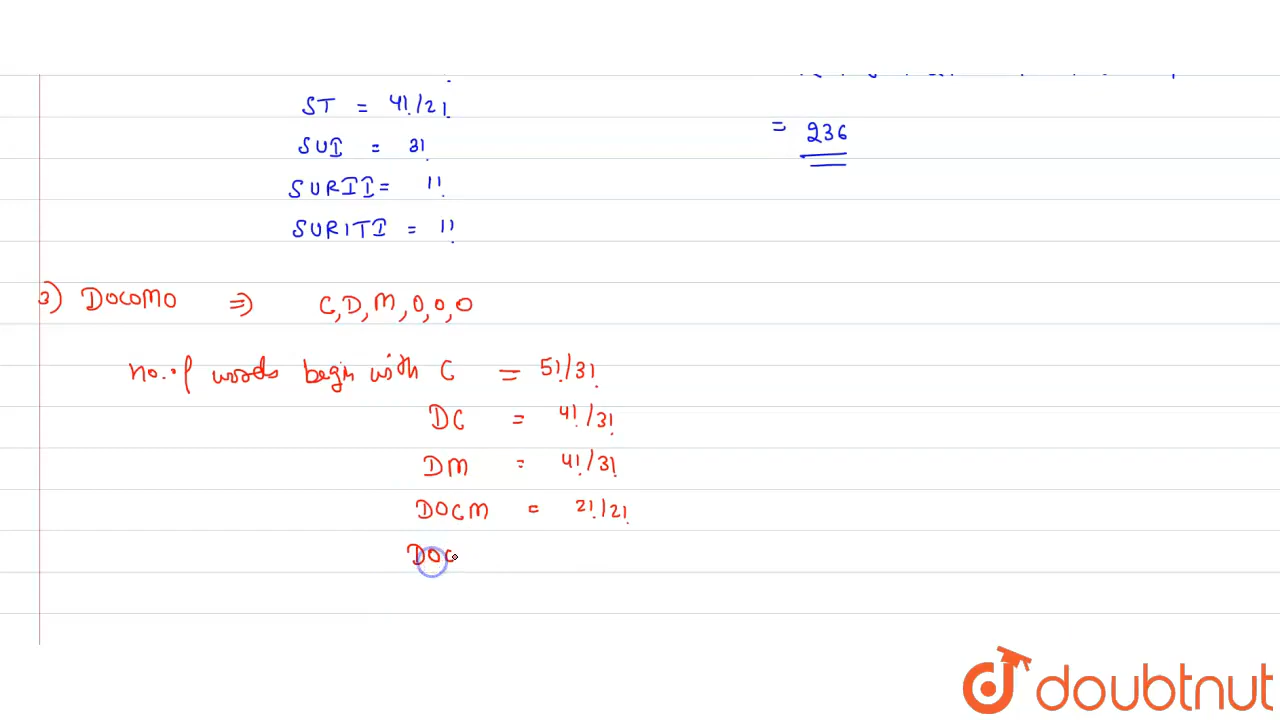 ST = 4!/2!
= 236
SUI = 3!
SURII = 1!
SURITI = 1!
3) DOCOMO ⇒ C, D, M, O, O, O
no. of words begin with C = 5!/3!
DC = 4!/3!
DM = 4!/3!
DOCM = 2!/2!
DOC
doubtnut